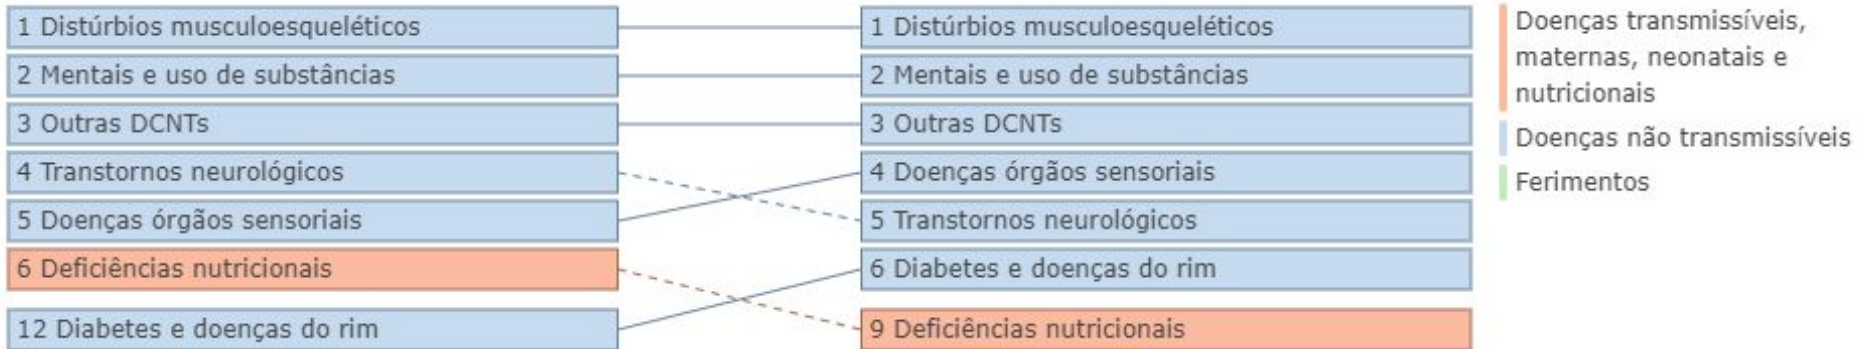 1 Distúrbios musculoesqueléticos
2 Mentais e uso de substâncias
3 Outras DCNTs
4 Transtornos neurológicos
5 Doenças órgãos sensoriais
6 Deficiências nutricionais
12 Diabetes e doenças do rim
1 Distúrbios musculoesqueléticos
2 Mentais e uso de substâncias
3 Outras DCNTs
4 Doenças órgãos sensoriais
5 Transtornos neurológicos
6 Diabetes e doenças do rim
9 Deficiências nutricionais
Doenças transmissíveis,
maternas, neonatais e
nutricionais
Doenças não transmissíveis
Ferimentos